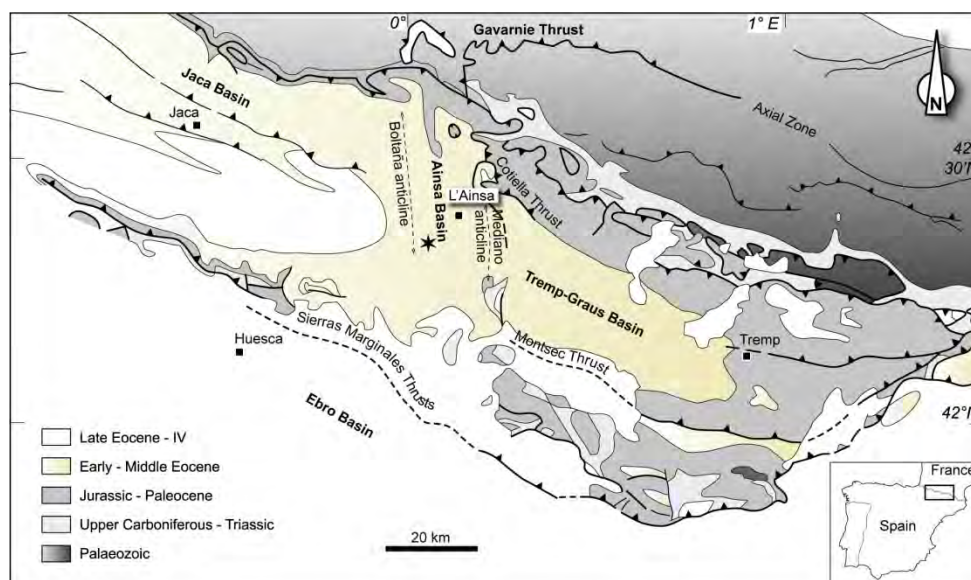 0°
1° E
Gavarnie Thrust
N
Jaca Basin
Jaca
Axial Zone
42°
30'N
Boltaña anticline
Ainsa Basin
L'Ainsa
Cotiella Thrust
Mediano
anticline
Tremp-Graus Basin
Sierras Marginales Thrusts
Huesca
Montsec Thrust
Tremp
Ebro Basin
42°N
Late Eocene - IV
Early - Middle Eocene
Jurassic - Paleocene
Upper Carboniferous - Triassic
Palaeozoic
20 km
France
Spain